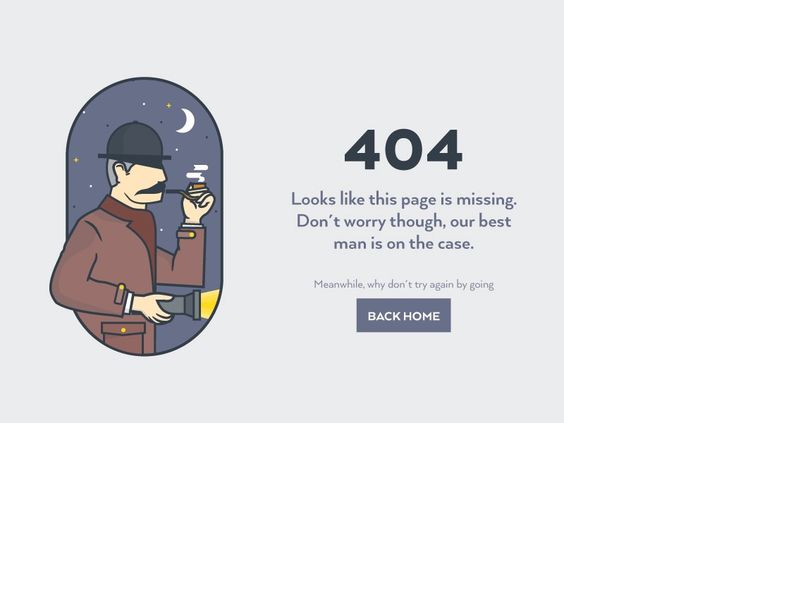 404
Looks like this page is missing.
Don´t worry though, our best
man is on the case.
Meanwhile, why don´t try again by going
BACK HOME